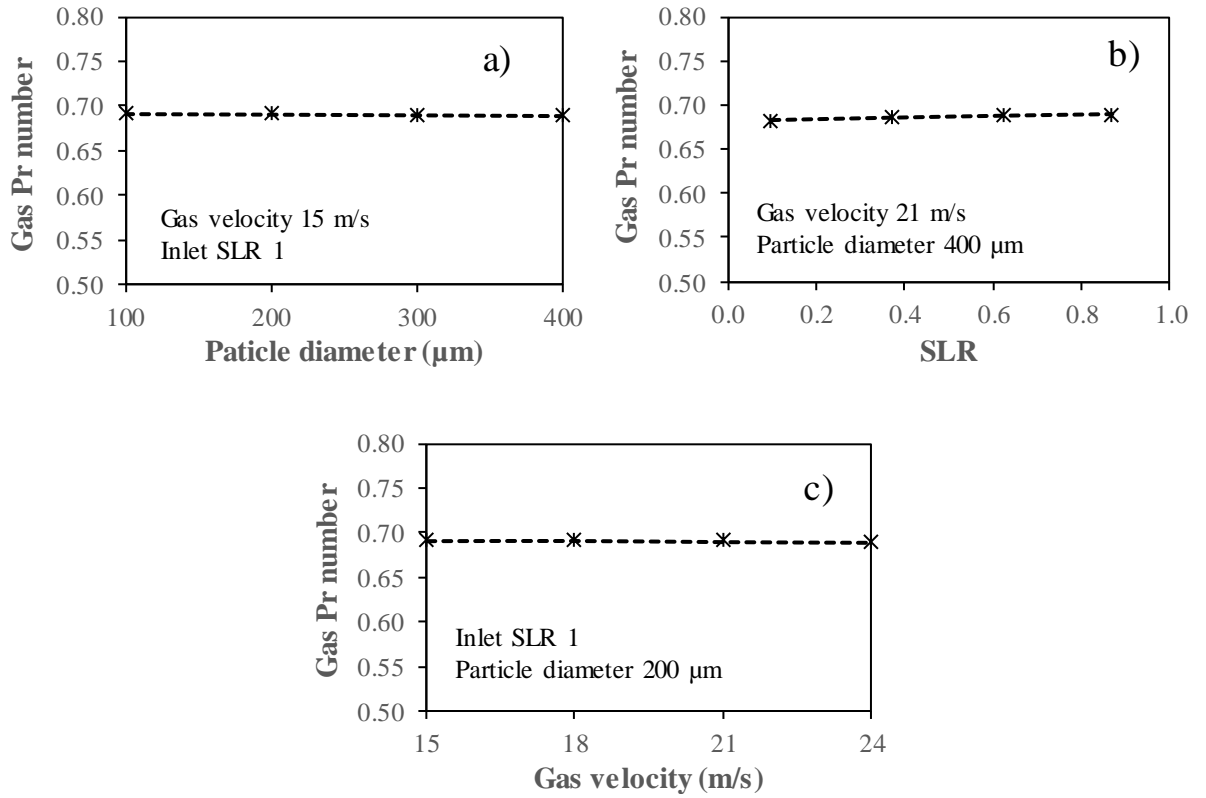 0.80
0.75
0.70
0.65
0.60
0.55
0.50
Gas Pr number
a)
Gas velocity 15 m/s
Inlet SLR 1
100 200 300 400
Paticle diameter (µm)
0.80
0.75
0.70
0.65
0.60
0.55
0.50
Gas Pr number
b)
Gas velocity 21 m/s
Particle diameter 400 µm
0.0 0.2 0.4 0.6 0.8 1.0
SLR
0.80
0.75
0.70
0.65
0.60
0.55
0.50
Gas Pr number
c)
Inlet SLR 1
Particle diameter 200 µm
15 18 21 24
Gas velocity (m/s)